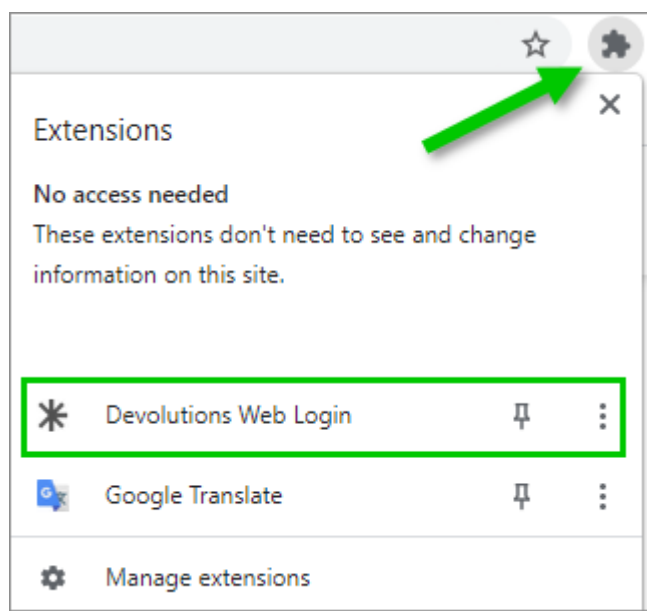 Extensions
No access needed
These extensions don't need to see and change
information on this site.
Devolutions Web Login
Google Translate
Manage extensions